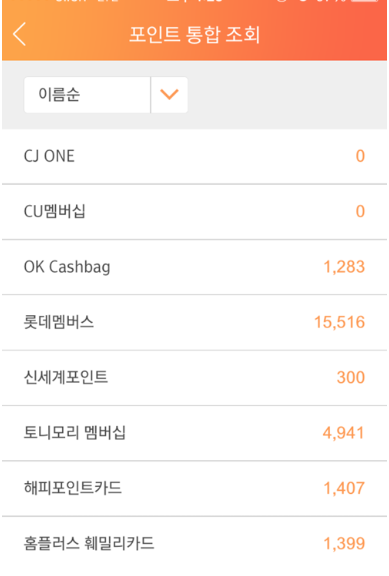 포인트 통합 조회
이름순
CJ ONE 0
CU멤버십 0
OK Cashbag 1,283
롯데멤버스 15,516
신세계포인트 300
토니모리 멤버십 4,941
해피포인트카드 1,407
홈플러스 훼밀리카드 1,399